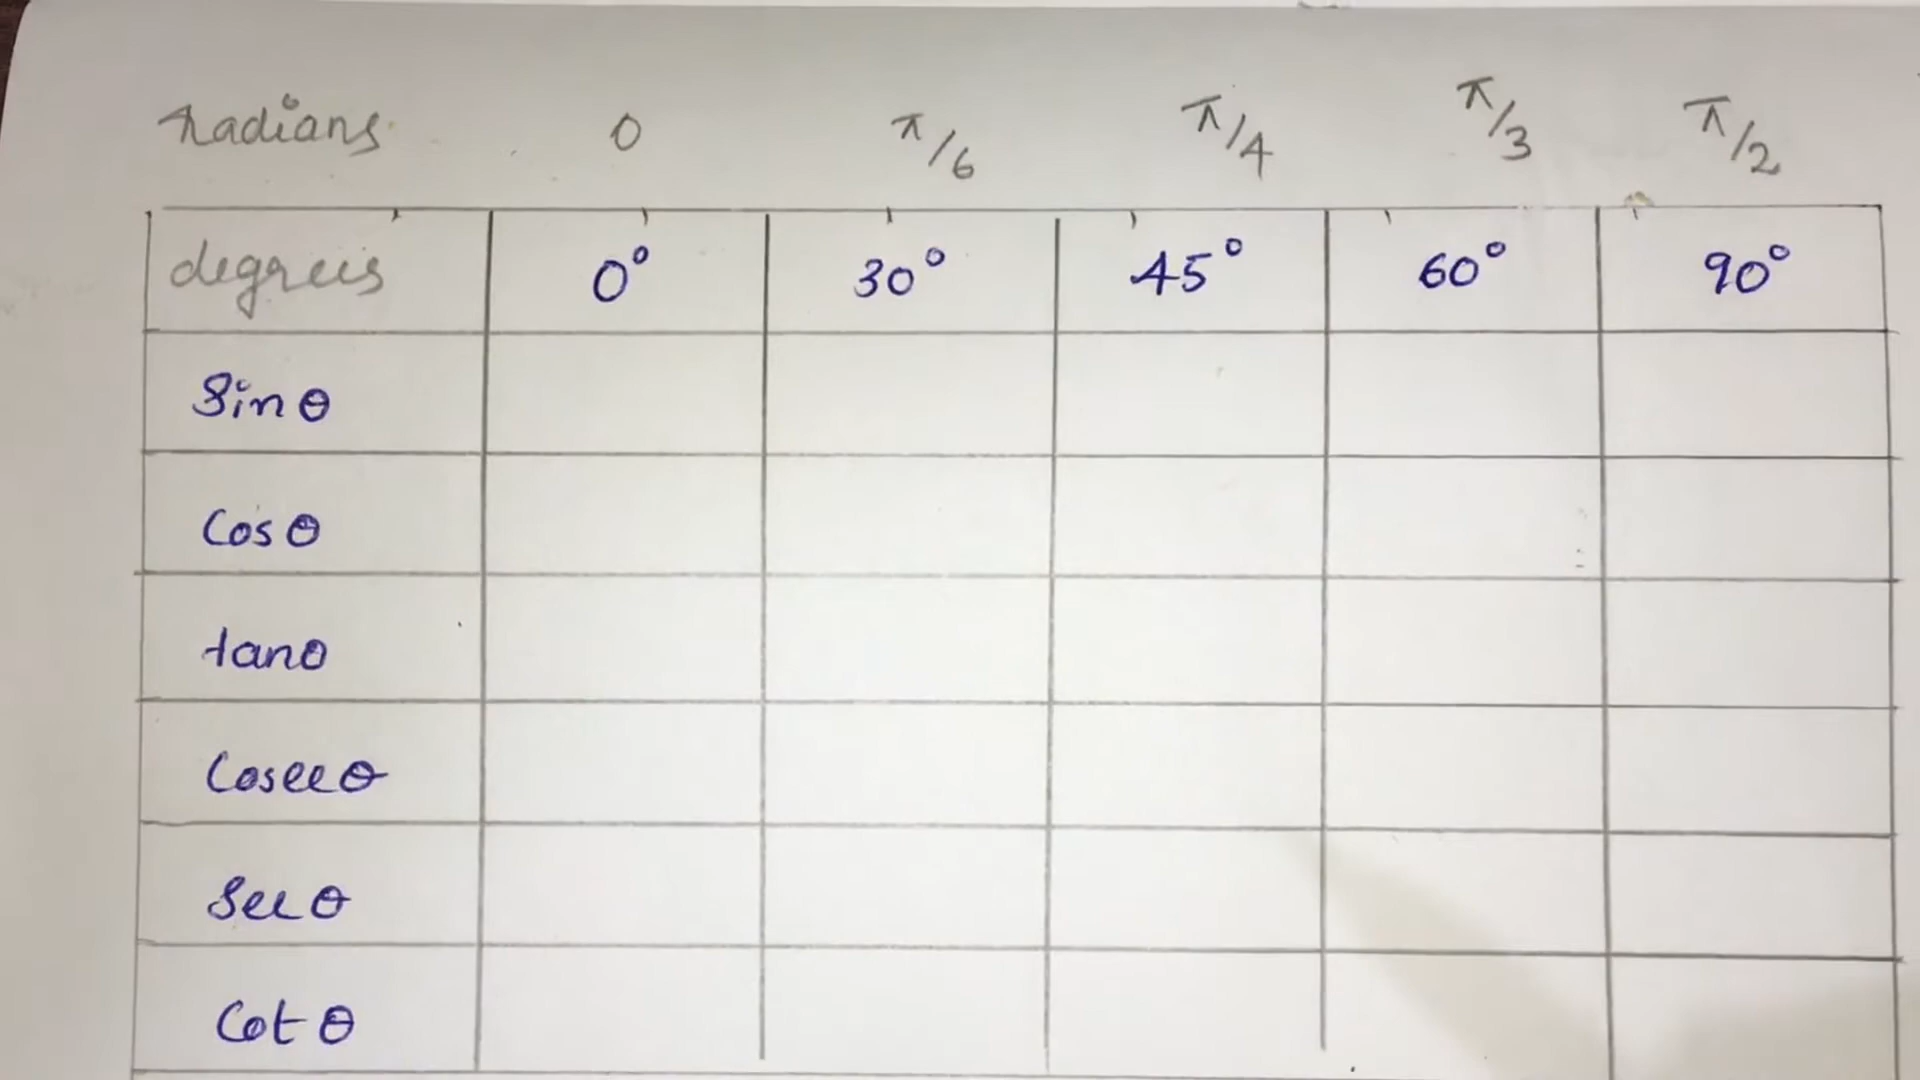 radians 0 π/6 π/4 π/3 π/2
degrees 0° 30° 45° 60° 90°
Sin θ
Cos θ
tan θ
Cosec θ
Sec θ
Cot θ